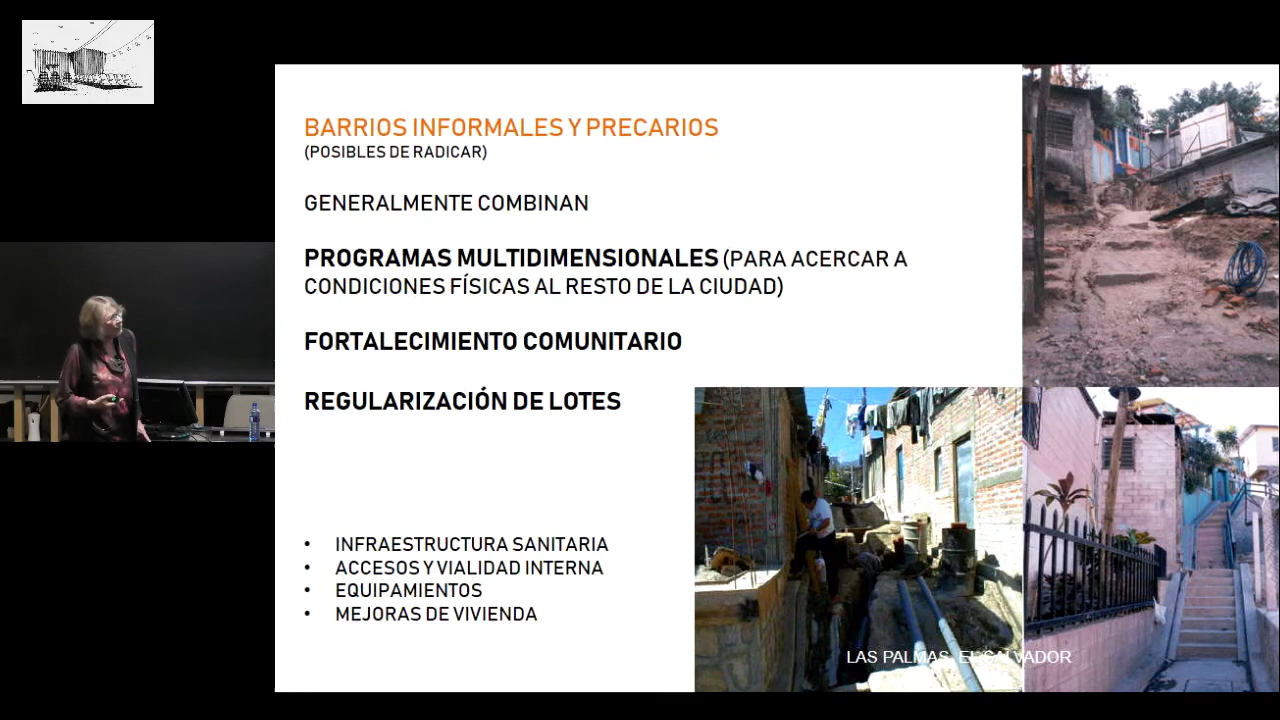 BARRIOS INFORMALES Y PRECARIOS
(POSIBLES DE RADICAR)
GENERALMENTE COMBINAN
PROGRAMAS MULTIDIMENSIONALES (PARA ACERCAR A
CONDICIONES FÍSICAS AL RESTO DE LA CIUDAD)
FORTALECIMIENTO COMUNITARIO
REGULARIZACIÓN DE LOTES
• INFRAESTRUCTURA SANITARIA
• ACCESOS Y VIALIDAD INTERNA
• EQUIPAMIENTOS
• MEJORAS DE VIVIENDA
LAS PALMAS, EL SALVADOR